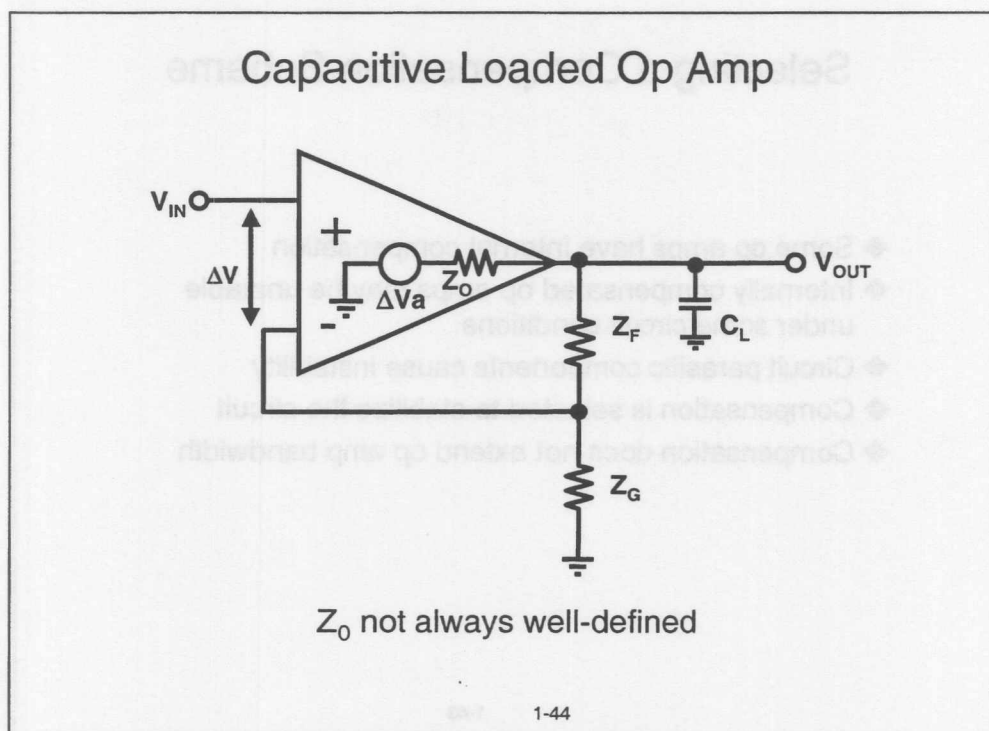 Capacitive Loaded Op Amp
V_IN
ΔV
+
-
ΔVa
Z_O
V_OUT
C_L
Z_F
Z_G
Z_0 not always well-defined
1-44